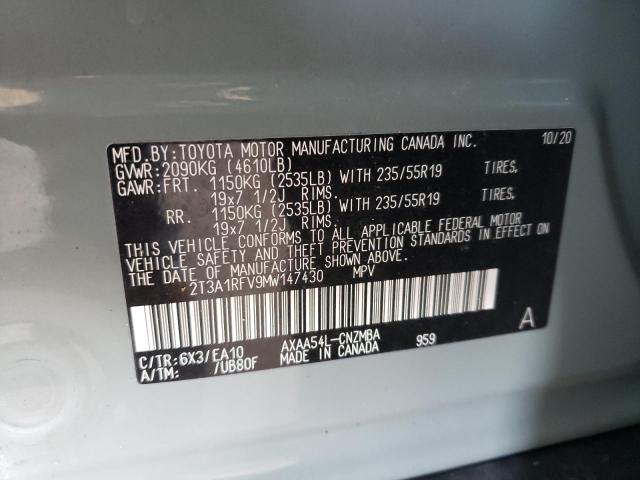 MFD.BY:TOYOTA MOTOR MANUFACTURING CANADA INC. 10/20
GVWR:2090KG (4610LB)
GAWR:FRT. 1150KG (2535LB) WITH 235/55R19 TIRES,
19x7 1/2J RIMS.
RR. 1150KG (2535LB) WITH 235/55R19 TIRES,
19x7 1/2J RIMS.
THIS VEHICLE CONFORMS TO ALL APPLICABLE FEDERAL MOTOR
VEHICLE SAFETY AND THEFT PREVENTION STANDARDS IN EFFECT ON
THE DATE OF MANUFACTURE SHOWN ABOVE.
2T3A1RFV9MW147430 MPV
A
C/TR:6X3/EA10 AXAA54L-CNZMBA 959
A/TM: /UB80F MADE IN CANADA